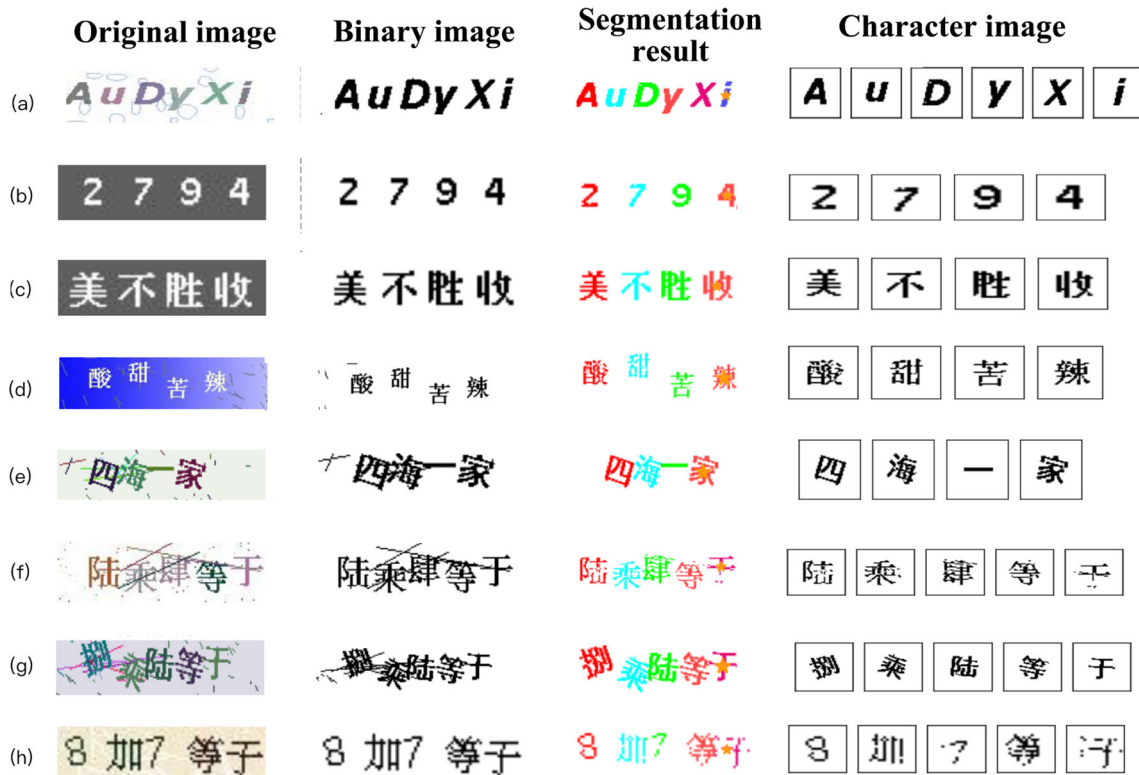 Original image Binary image Segmentation result Character image
(a) AuDyXi AuDyXi AuDyXi A u D y X i
(b) 2 7 9 4 2 7 9 4 2 7 9 4 2 7 9 4
(c) 美不胜收 美不胜收 美不胜收 美 不 胜 收
(d) 酸甜苦辣 酸甜苦辣 酸甜苦辣 酸 甜 苦 辣
(e) 四海一家 四海一家 四海一家 四 海 一 家
(f) 陆乘肆等于 陆乘肆等于 陆乘肆等于 陆 乘 肆 等 于
(g) 捌乘陆等于 捌乘陆等于 捌乘陆等于 捌 乘 陆 等 于
(h) 8加7等于 8加7等于 8加7等于 8 加 7 等 于